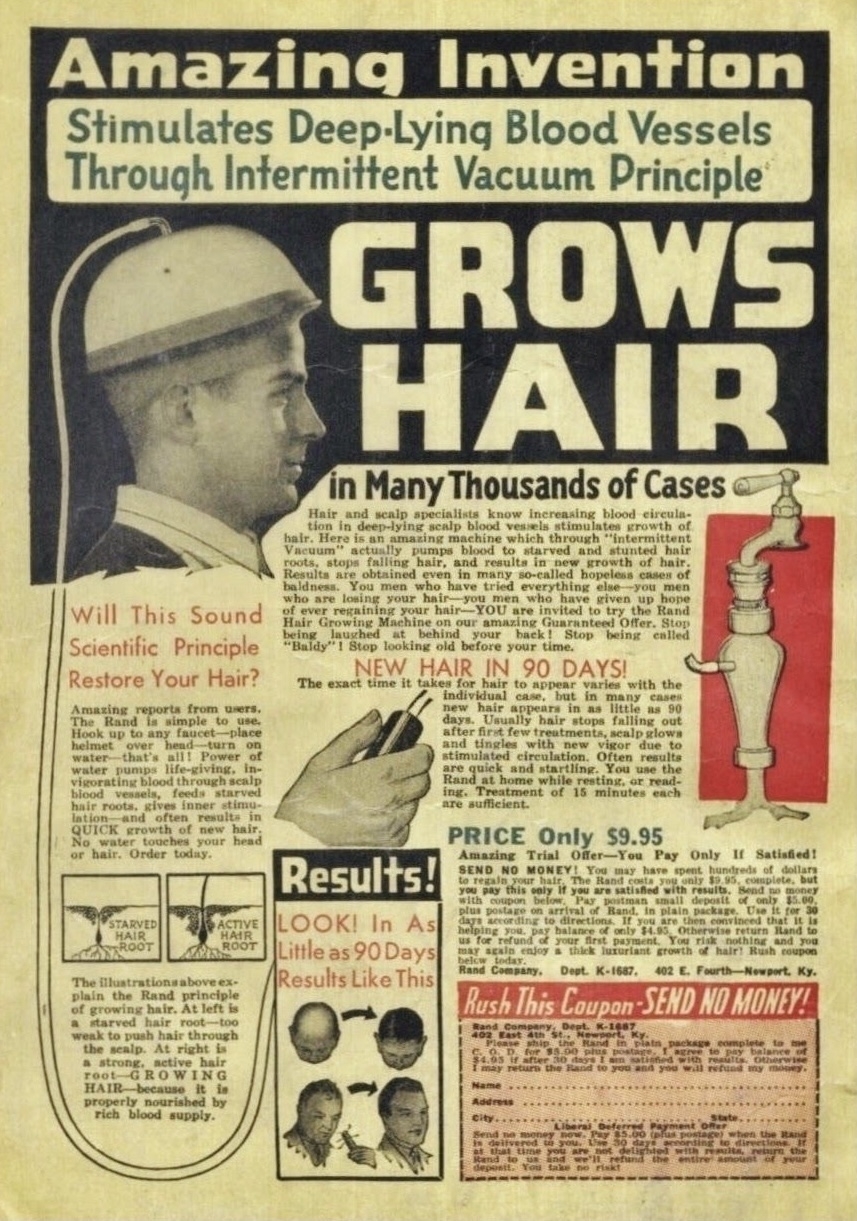 Amazing Invention
Stimulates Deep-Lying Blood Vessels
Through Intermittent Vacuum Principle
GROWS
HAIR
in Many Thousands of Cases
Hair and scalp specialists know increasing blood circula-
tion in deep-lying scalp blood vessels stimulates growth of
hair. Here is an amazing machine which through "intermittent
Vacuum" actually pumps blood to starved and stunted hair
roots, stops falling hair, and results in new growth of hair.
Results are obtained even in many so-called hopeless cases of
baldness. You men who have tried everything else—you men
who are losing your hair—you men who have given up hope
of ever regaining your hair—YOU are invited to try the Rand
Hair Growing Machine on our amazing Guaranteed Offer. Stop
being laughed at behind your back! Stop being called
"Baldy"! Stop looking old before your time.
NEW HAIR IN 90 DAYS!
The exact time it takes for hair to appear varies with the
individual case, but in many cases
new hair appears in as little as 90
days. Usually hair stops falling out
after first few treatments, scalp glows
and tingles with new vigor due to
stimulated circulation. Often results
are quick and startling. You use the
Rand at home while resting, or read-
ing. Treatment of 15 minutes each
are sufficient.
Will This Sound
Scientific Principle
Restore Your Hair?
Amazing reports from users.
The Rand is simple to use.
Hook up to any faucet—place
helmet over head—turn on
water—that's all! Power of
water pumps life-giving, in-
vigorating blood through scalp
blood vessels, feeds starved
hair roots, gives inner stimu-
lation—and often results in
QUICK growth of new hair.
No water touches your head
or hair. Order today.
STARVED
HAIR
ROOT
ACTIVE
HAIR
ROOT
The illustrations above ex-
plain the Rand principle
of growing hair. At left is
a starved hair root—too
weak to push hair through
the scalp. At right is
a strong, active hair
root—GROWING
HAIR—because it is
properly nourished by
rich blood supply.
Results!
LOOK! In As
Little as 90 Days
Results Like This
PRICE Only $9.95
Amazing Trial Offer—You Pay Only If Satisfied!
SEND NO MONEY! You may have spent hundreds of dollars
to regain your hair. The Rand costs you only $9.95, complete, but
you pay this only if you are satisfied with results. Send no money
with coupon below. Pay postman small deposit of only $5.00,
plus postage on arrival of Rand, in plain package. Use it for 30
days according to directions. If you are then convinced that it is
helping you, pay balance of only $4.95. Otherwise return Rand to
us for refund of your first payment. You risk nothing and you
may again enjoy a thick luxuriant growth of hair! Rush coupon
below today.
Rand Company, Dept. K-1687. 402 E. Fourth—Newport, Ky.
Rush This Coupon-SEND NO MONEY!
Rand Company, Dept. K-1687
402 East 4th St., Newport, Ky.
Please ship the Rand in plain package complete to me
C. O. D. for $5.00 plus postage. I agree to pay balance of
$4.95 if after 30 days I am satisfied with results. Otherwise
I may return the Rand to you and you will refund my money.
Name
Address
City State
Liberal Deferred Payment Offer
Send no money now. Pay $5.00 (plus postage) when the Rand
is delivered to you. Use 30 days according to directions. If
at that time you are not delighted with results, return the
Rand to us and we'll refund the entire amount of your
deposit. You take no risk!